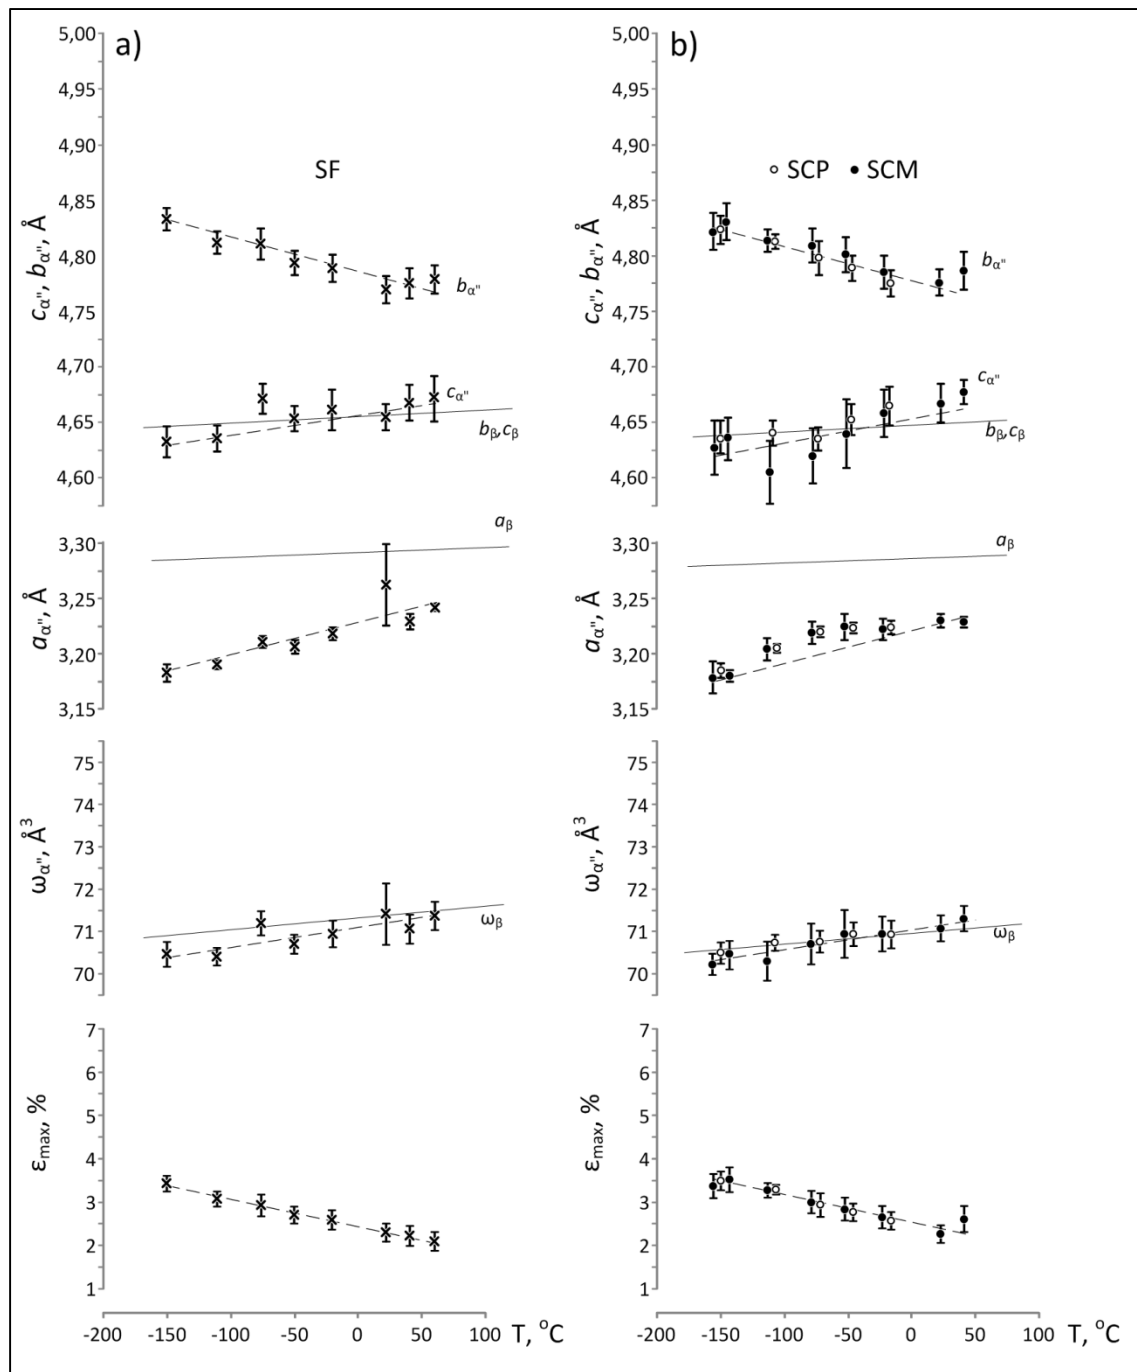 a)
SF
5,00
4,95
4,90
4,85
4,80
4,75
4,70
4,65
4,60
cα", bα", Å
bα"
cα"
bβ,cβ
3,30
3,25
3,20
3,15
aα", Å
aβ
75
74
73
72
71
70
ωα", Å³
ωβ
7
6
5
4
3
2
1
εmax, %
-200 -150 -100 -50 0 50 100 T, °C
b)
SCP SCM
5,00
4,95
4,90
4,85
4,80
4,75
4,70
4,65
4,60
cα", bα", Å
bα"
cα"
bβ,cβ
3,30
3,25
3,20
3,15
aα", Å
aβ
75
74
73
72
71
70
ωα", Å³
ωβ
7
6
5
4
3
2
1
εmax, %
-200 -150 -100 -50 0 50 100 T, °C